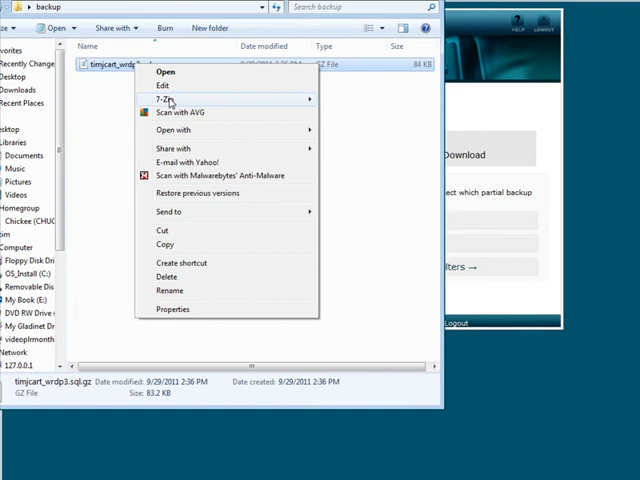 backup
Search backup
Open Share with Burn New folder
Name Date modified Type Size
GZ File 84 KB
Recently Change
Desktop
Downloads
Recent Places
Libraries
Documents
Music
Pictures
Videos
Homegroup
Chickee (CHUC
tim
Computer
Floppy Disk Dri
OS_Install (C:)
Removable Dis
My Book (E:)
DVD RW Drive (
My Gladinet Dr
videoplrmonth
Network
127.0.0.1
Open
Edit
7-Zip
Scan with AVG
Open with
Share with
E-mail with Yahoo!
Scan with Malwarebytes' Anti-Malware
Restore previous versions
Send to
Cut
Copy
Create shortcut
Delete
Rename
Properties
timjcart_wrdp3.sql.gz Date modified: 9/29/2011 2:36 PM Date created: 9/29/2011 2:36 PM
GZ File Size: 83.2 KB
HELP LOGOUT
Download
ect which partial backup
lters →
Logout